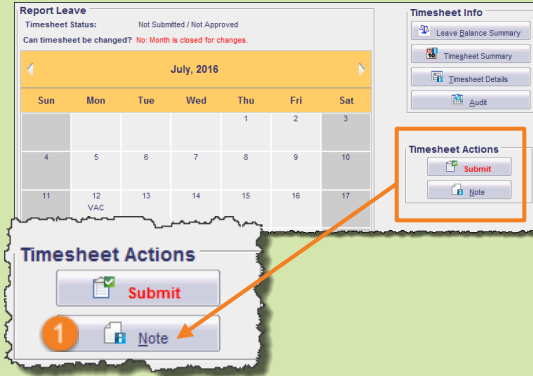 Report Leave
Timesheet Status: Not Submitted / Not Approved
Can timesheet be changed? No: Month is closed for changes.
July, 2016
Sun Mon Tue Wed Thu Fri Sat
1 2 3
4 5 6 7 8 9 10
11 12 13 14 15 16 17
VAC
Timesheet Info
Leave Balance Summary
Timesheet Summary
Timesheet Details
Audit
Timesheet Actions
Submit
Note
Timesheet Actions
Submit
1 Note